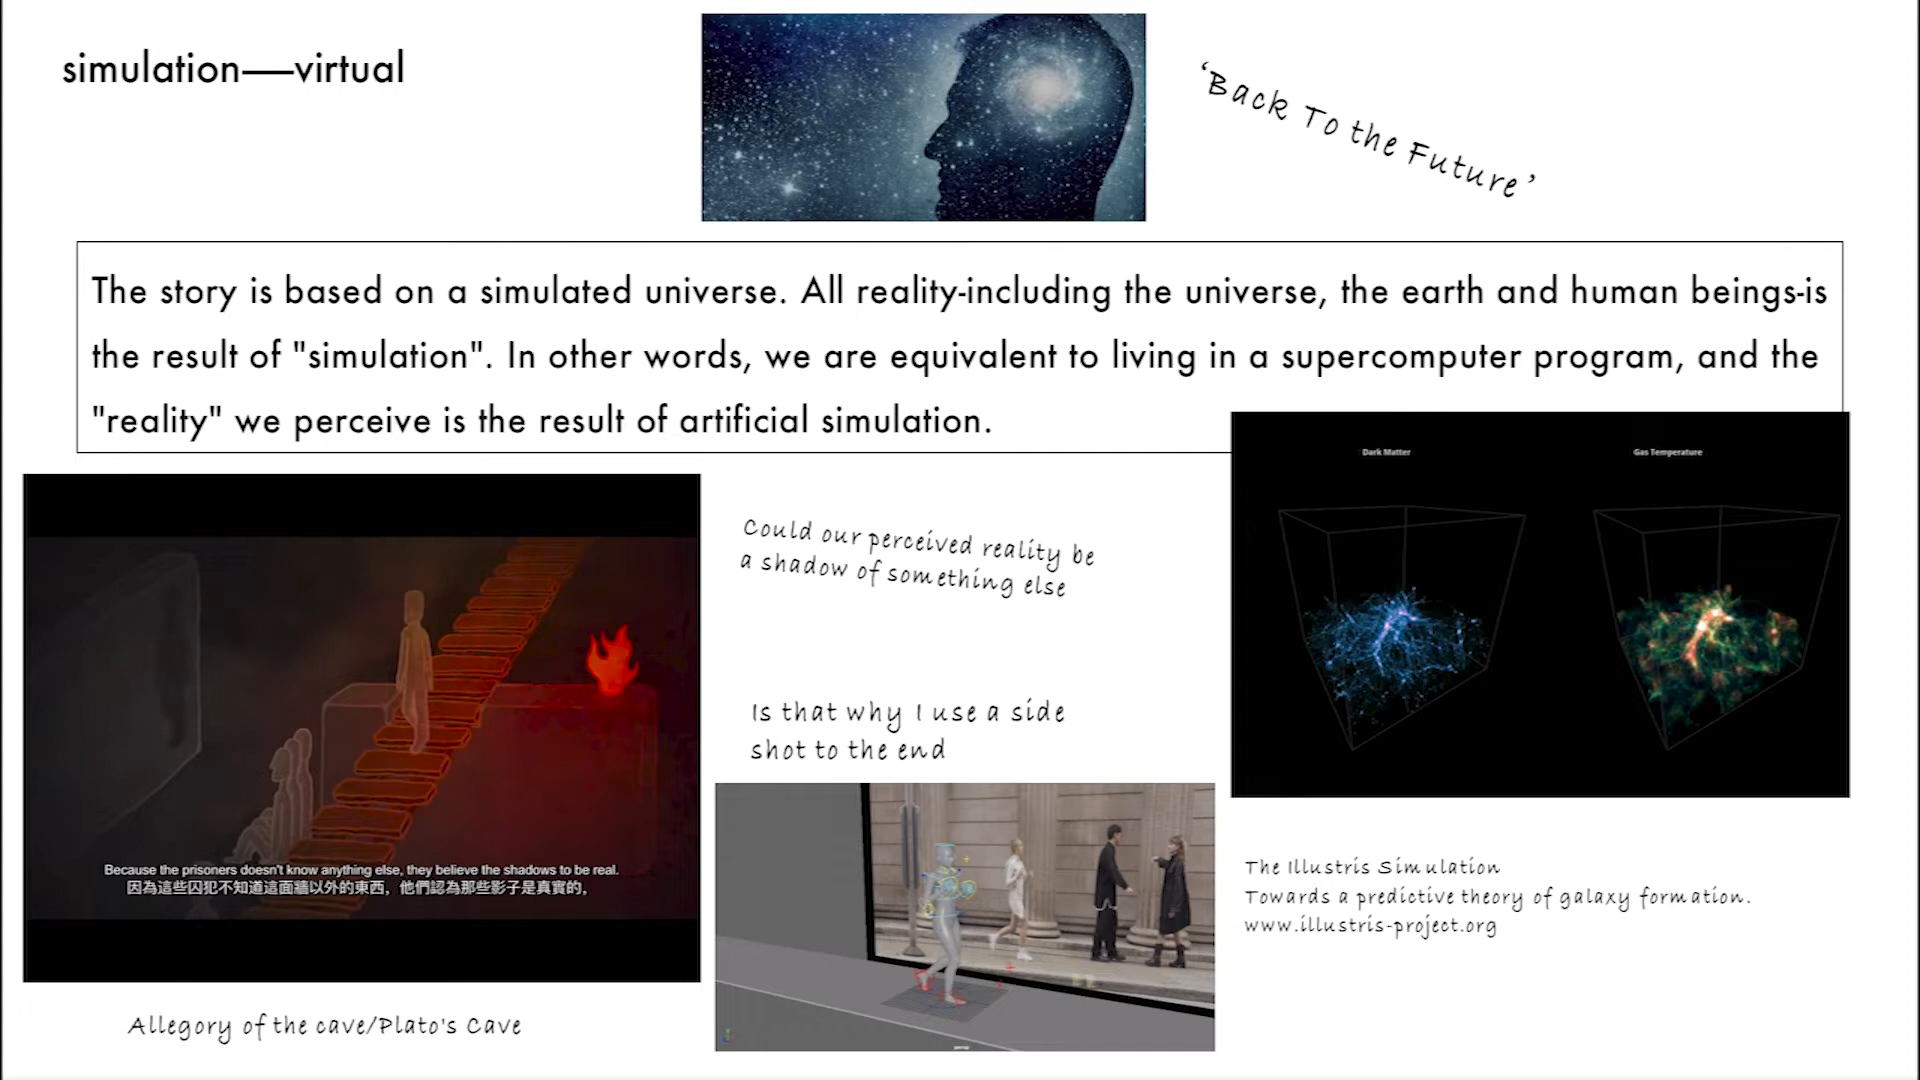 simulation——virtual
‘Back To the Future’
The story is based on a simulated universe. All reality-including the universe, the earth and human beings-is
the result of "simulation". In other words, we are equivalent to living in a supercomputer program, and the
"reality" we perceive is the result of artificial simulation.
Dark Matter
Gas Temperature
Could our perceived reality be
a shadow of something else
Is that why I use a side
shot to the end
Because the prisoners doesn't know anything else, they believe the shadows to be real.
因為這些囚犯不知道這面牆以外的東西，他們認為那些影子是真實的，
Allegory of the cave/Plato's Cave
The Illustris Simulation
Towards a predictive theory of galaxy formation.
www.illustris-project.org